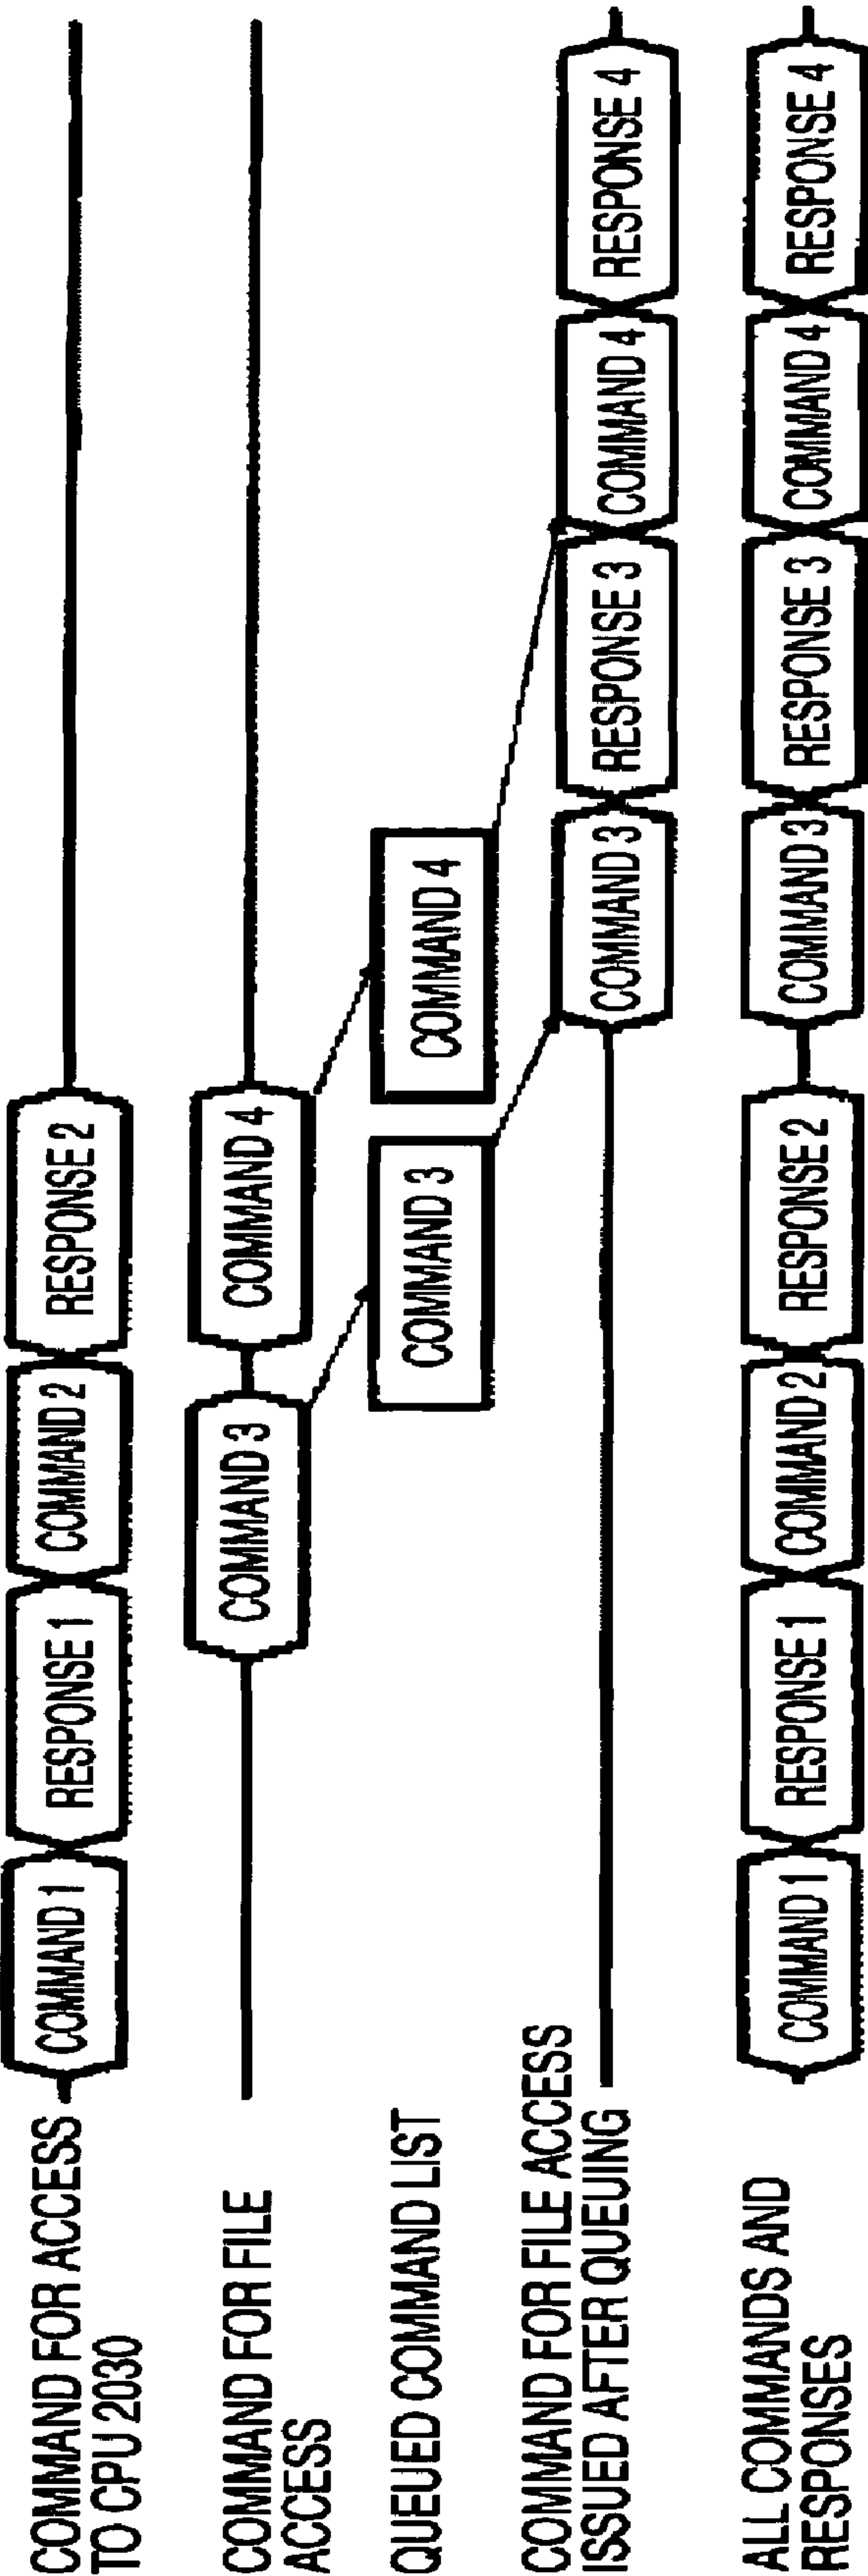 COMMAND FOR ACCESS
TO CPU 2030
COMMAND 1
RESPONSE 1
COMMAND 2
RESPONSE 2
COMMAND FOR FILE
ACCESS
COMMAND 3
COMMAND 4
QUEUED COMMAND LIST
COMMAND 3
COMMAND 4
COMMAND FOR FILE ACCESS
ISSUED AFTER QUEUING
COMMAND 3
RESPONSE 3
COMMAND 4
RESPONSE 4
ALL COMMANDS AND
RESPONSES
COMMAND 1
RESPONSE 1
COMMAND 2
RESPONSE 2
COMMAND 3
RESPONSE 3
COMMAND 4
RESPONSE 4